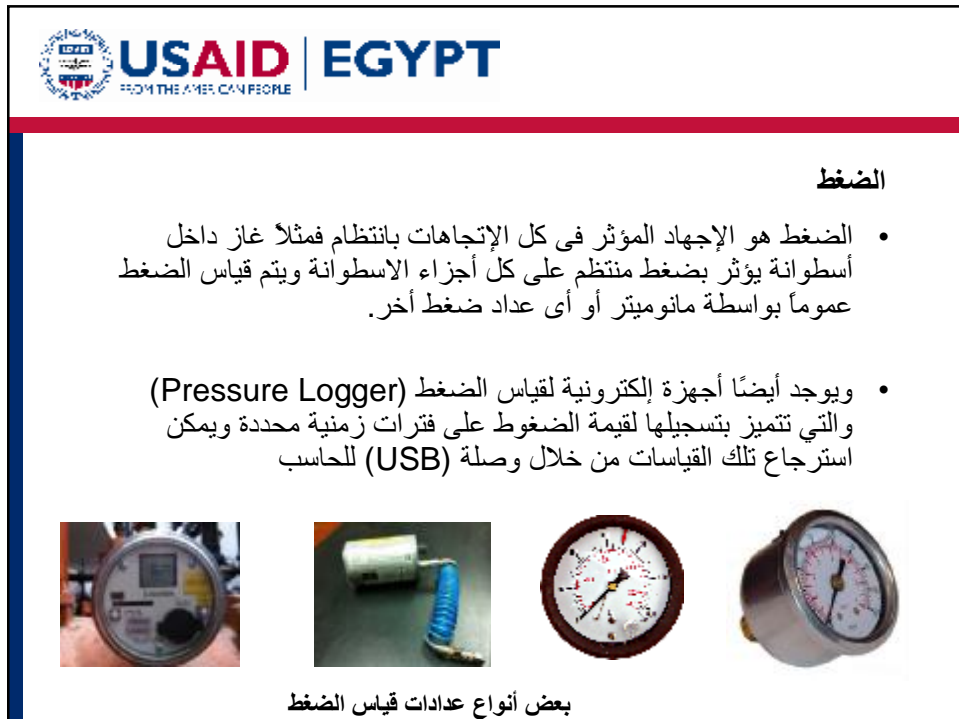 USAID | EGYPT
FROM THE AMERICAN PEOPLE
الضغط
• الضغط هو الإجهاد المؤثر فى كل الإتجاهات بانتظام فمثلاً غاز داخل
أسطوانة يؤثر بضغط منتظم على كل أجزاء الاسطوانة ويتم قياس الضغط
عموماً بواسطة مانوميتر أو أى عداد ضغط أخر.
• ويوجد أيضًا أجهزة إلكترونية لقياس الضغط (Pressure Logger)
والتي تتميز بتسجيلها لقيمة الضغوط على فترات زمنية محددة ويمكن
استرجاع تلك القياسات من خلال وصلة (USB) للحاسب
بعض أنواع عدادات قياس الضغط